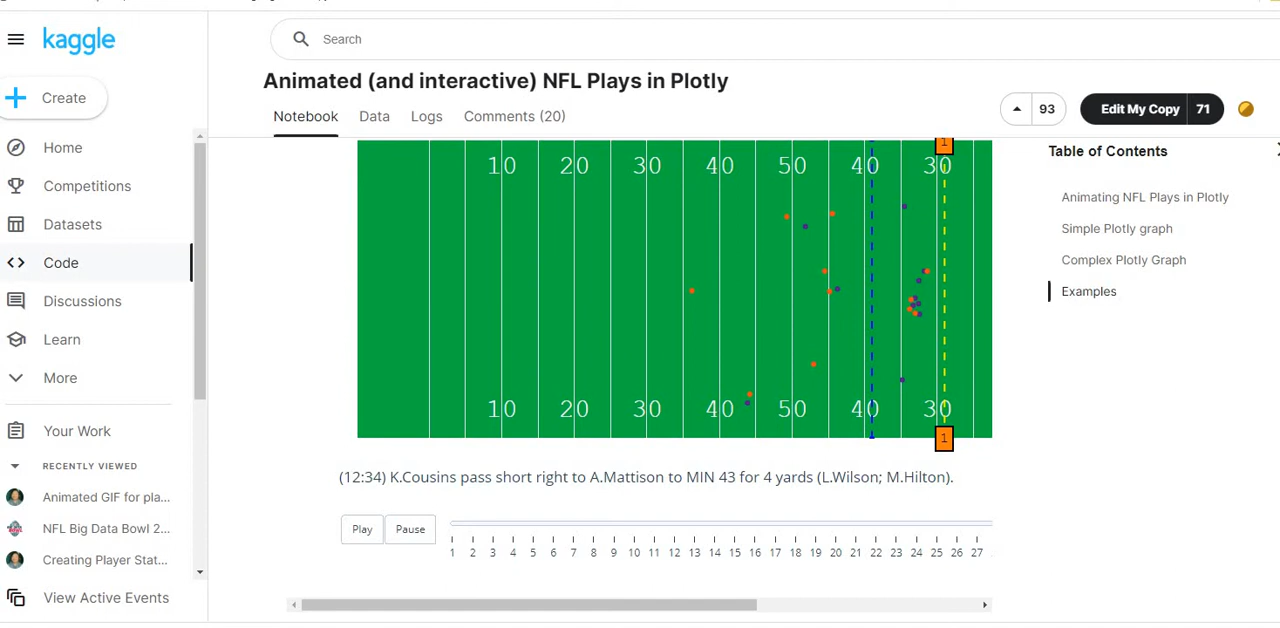 kaggle
Search
Create
Animated (and interactive) NFL Plays in Plotly
Notebook Data Logs Comments (20)
93
Edit My Copy 71
Home
Competitions
Datasets
Code
Discussions
Learn
More
Your Work
RECENTLY VIEWED
Animated GIF for pla...
NFL Big Data Bowl 2...
Creating Player Stat...
View Active Events
1
10 20 30 40 50 40 30
10 20 30 40 50 40 30
1
(12:34) K.Cousins pass short right to A.Mattison to MIN 43 for 4 yards (L.Wilson; M.Hilton).
Play Pause
1 2 3 4 5 6 7 8 9 10 11 12 13 14 15 16 17 18 19 20 21 22 23 24 25 26 27
Table of Contents
Animating NFL Plays in Plotly
Simple Plotly graph
Complex Plotly Graph
Examples